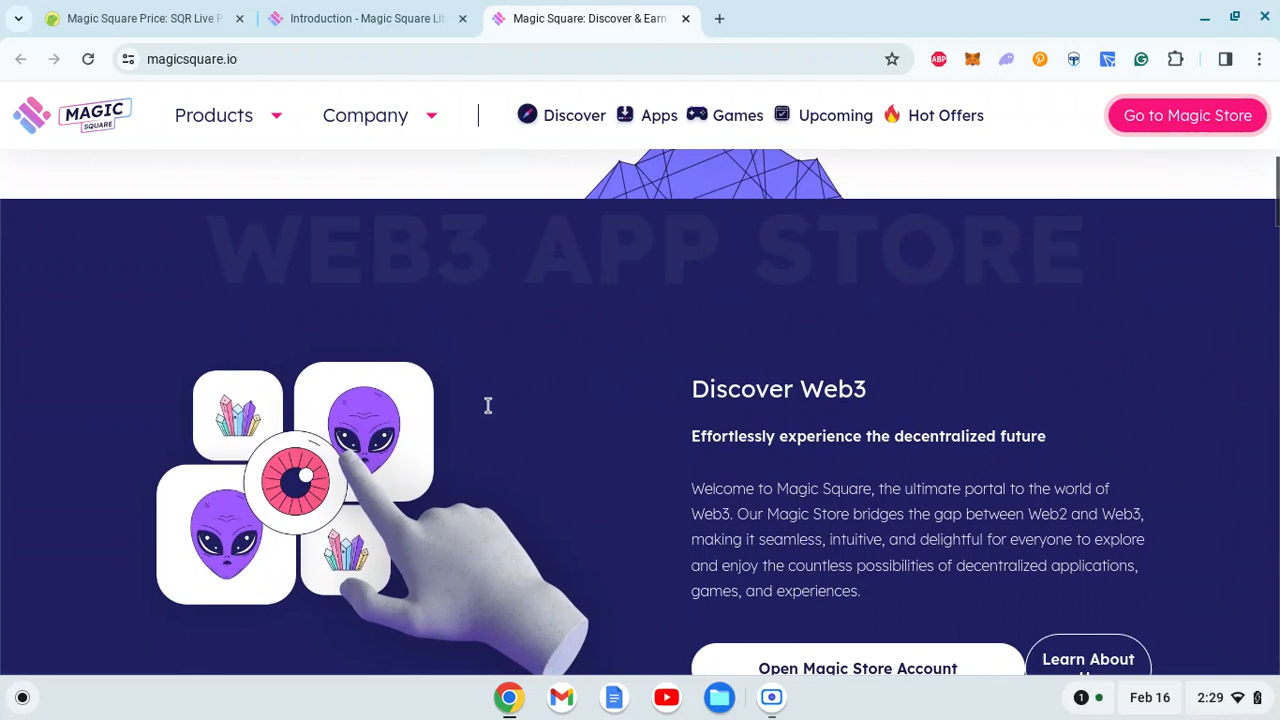 Magic Square Price: SQR Live P
Introduction - Magic Square Lit
Magic Square: Discover & Earn
magicsquare.io
ABP
MAGIC
SQUARE
Products
Company
Discover
Apps
Games
Upcoming
Hot Offers
Go to Magic Store
WEB3 APP STORE
Discover Web3
Effortlessly experience the decentralized future
Welcome to Magic Square, the ultimate portal to the world of
Web3. Our Magic Store bridges the gap between Web2 and Web3,
making it seamless, intuitive, and delightful for everyone to explore
and enjoy the countless possibilities of decentralized applications,
games, and experiences.
Open Magic Store Account
Learn About
1
Feb 16
2:29